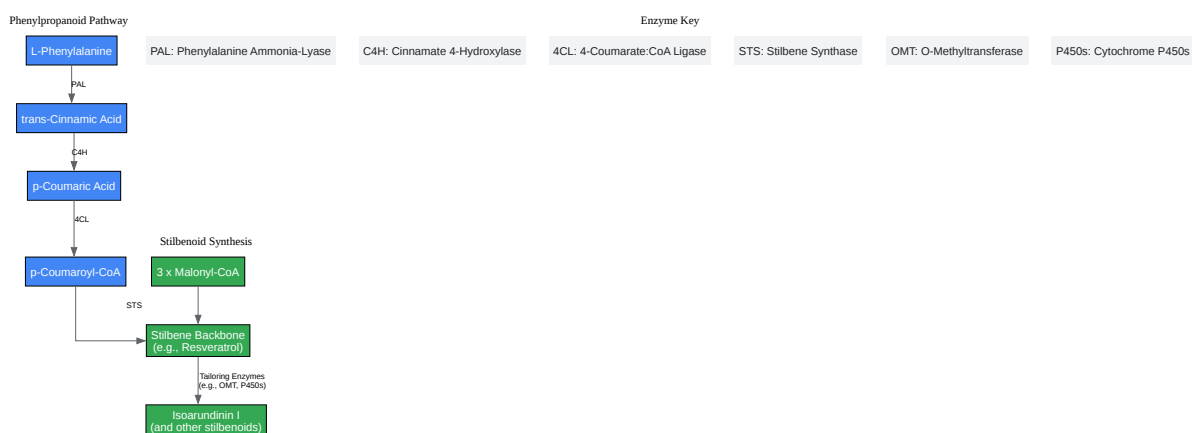 Phenylpropanoid Pathway
Enzyme Key
L-Phenylalanine
PAL: Phenylalanine Ammonia-Lyase
C4H: Cinnamate 4-Hydroxylase
4CL: 4-Coumarate:CoA Ligase
STS: Stilbene Synthase
OMT: O-Methyltransferase
P450s: Cytochrome P450s
PAL
trans-Cinnamic Acid
C4H
p-Coumaric Acid
4CL
Stilbenoid Synthesis
p-Coumaroyl-CoA
3 x Malonyl-CoA
STS
Stilbene Backbone
(e.g., Resveratrol)
Tailoring Enzymes
(e.g., OMT, P450s)
Isoarundinin I
(and other stilbenoids)